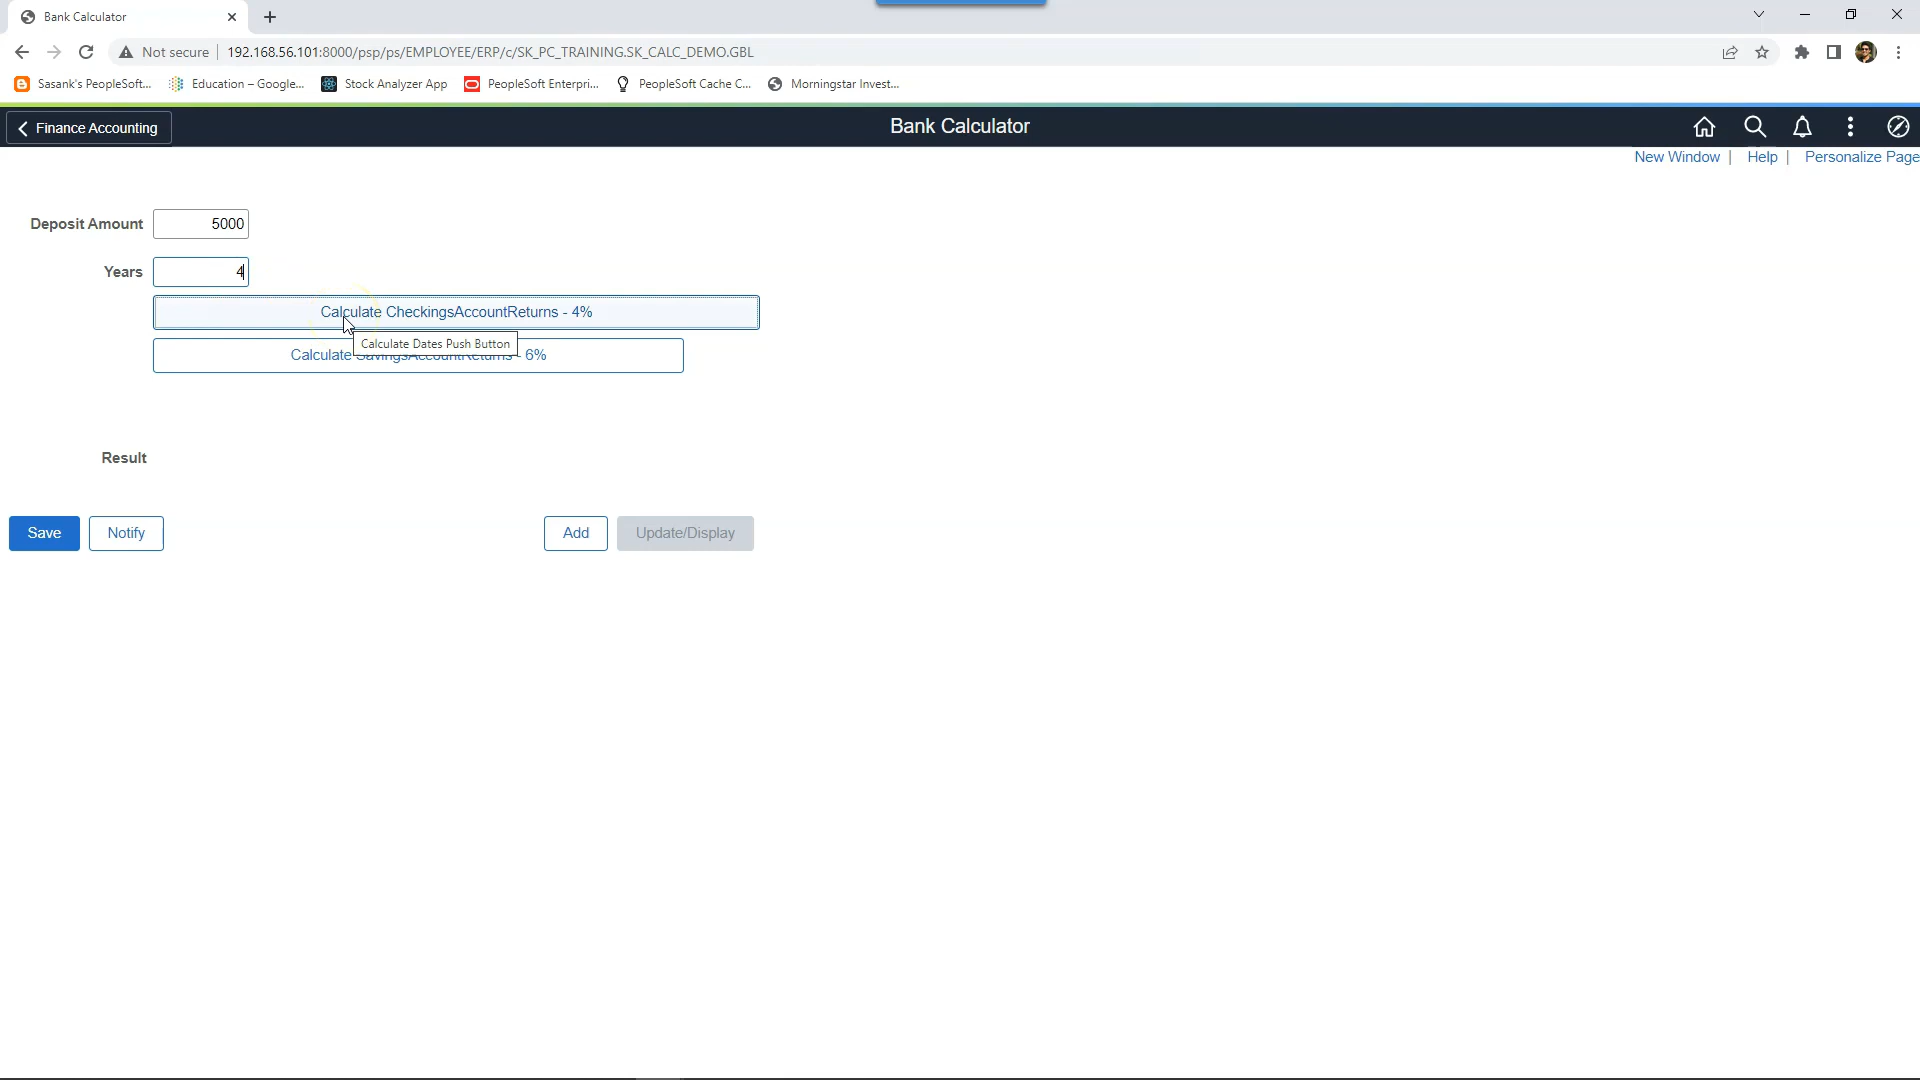 Bank Calculator
Not secure
192.168.56.101:8000/psp/ps/EMPLOYEE/ERP/c/SK_PC_TRAINING.SK_CALC_DEMO.GBL
Sasank's PeopleSoft... Education – Google... Stock Analyzer App PeopleSoft Enterpri... PeopleSoft Cache C... Morningstar Invest...
Finance Accounting Bank Calculator
New Window | Help | Personalize Page
Deposit Amount 5000
Years 4
Calculate CheckingsAccountReturns - 4%
Calculate Dates Push Button
Calculate SavingsAccountReturns - 6%
Result
Save Notify Add Update/Display